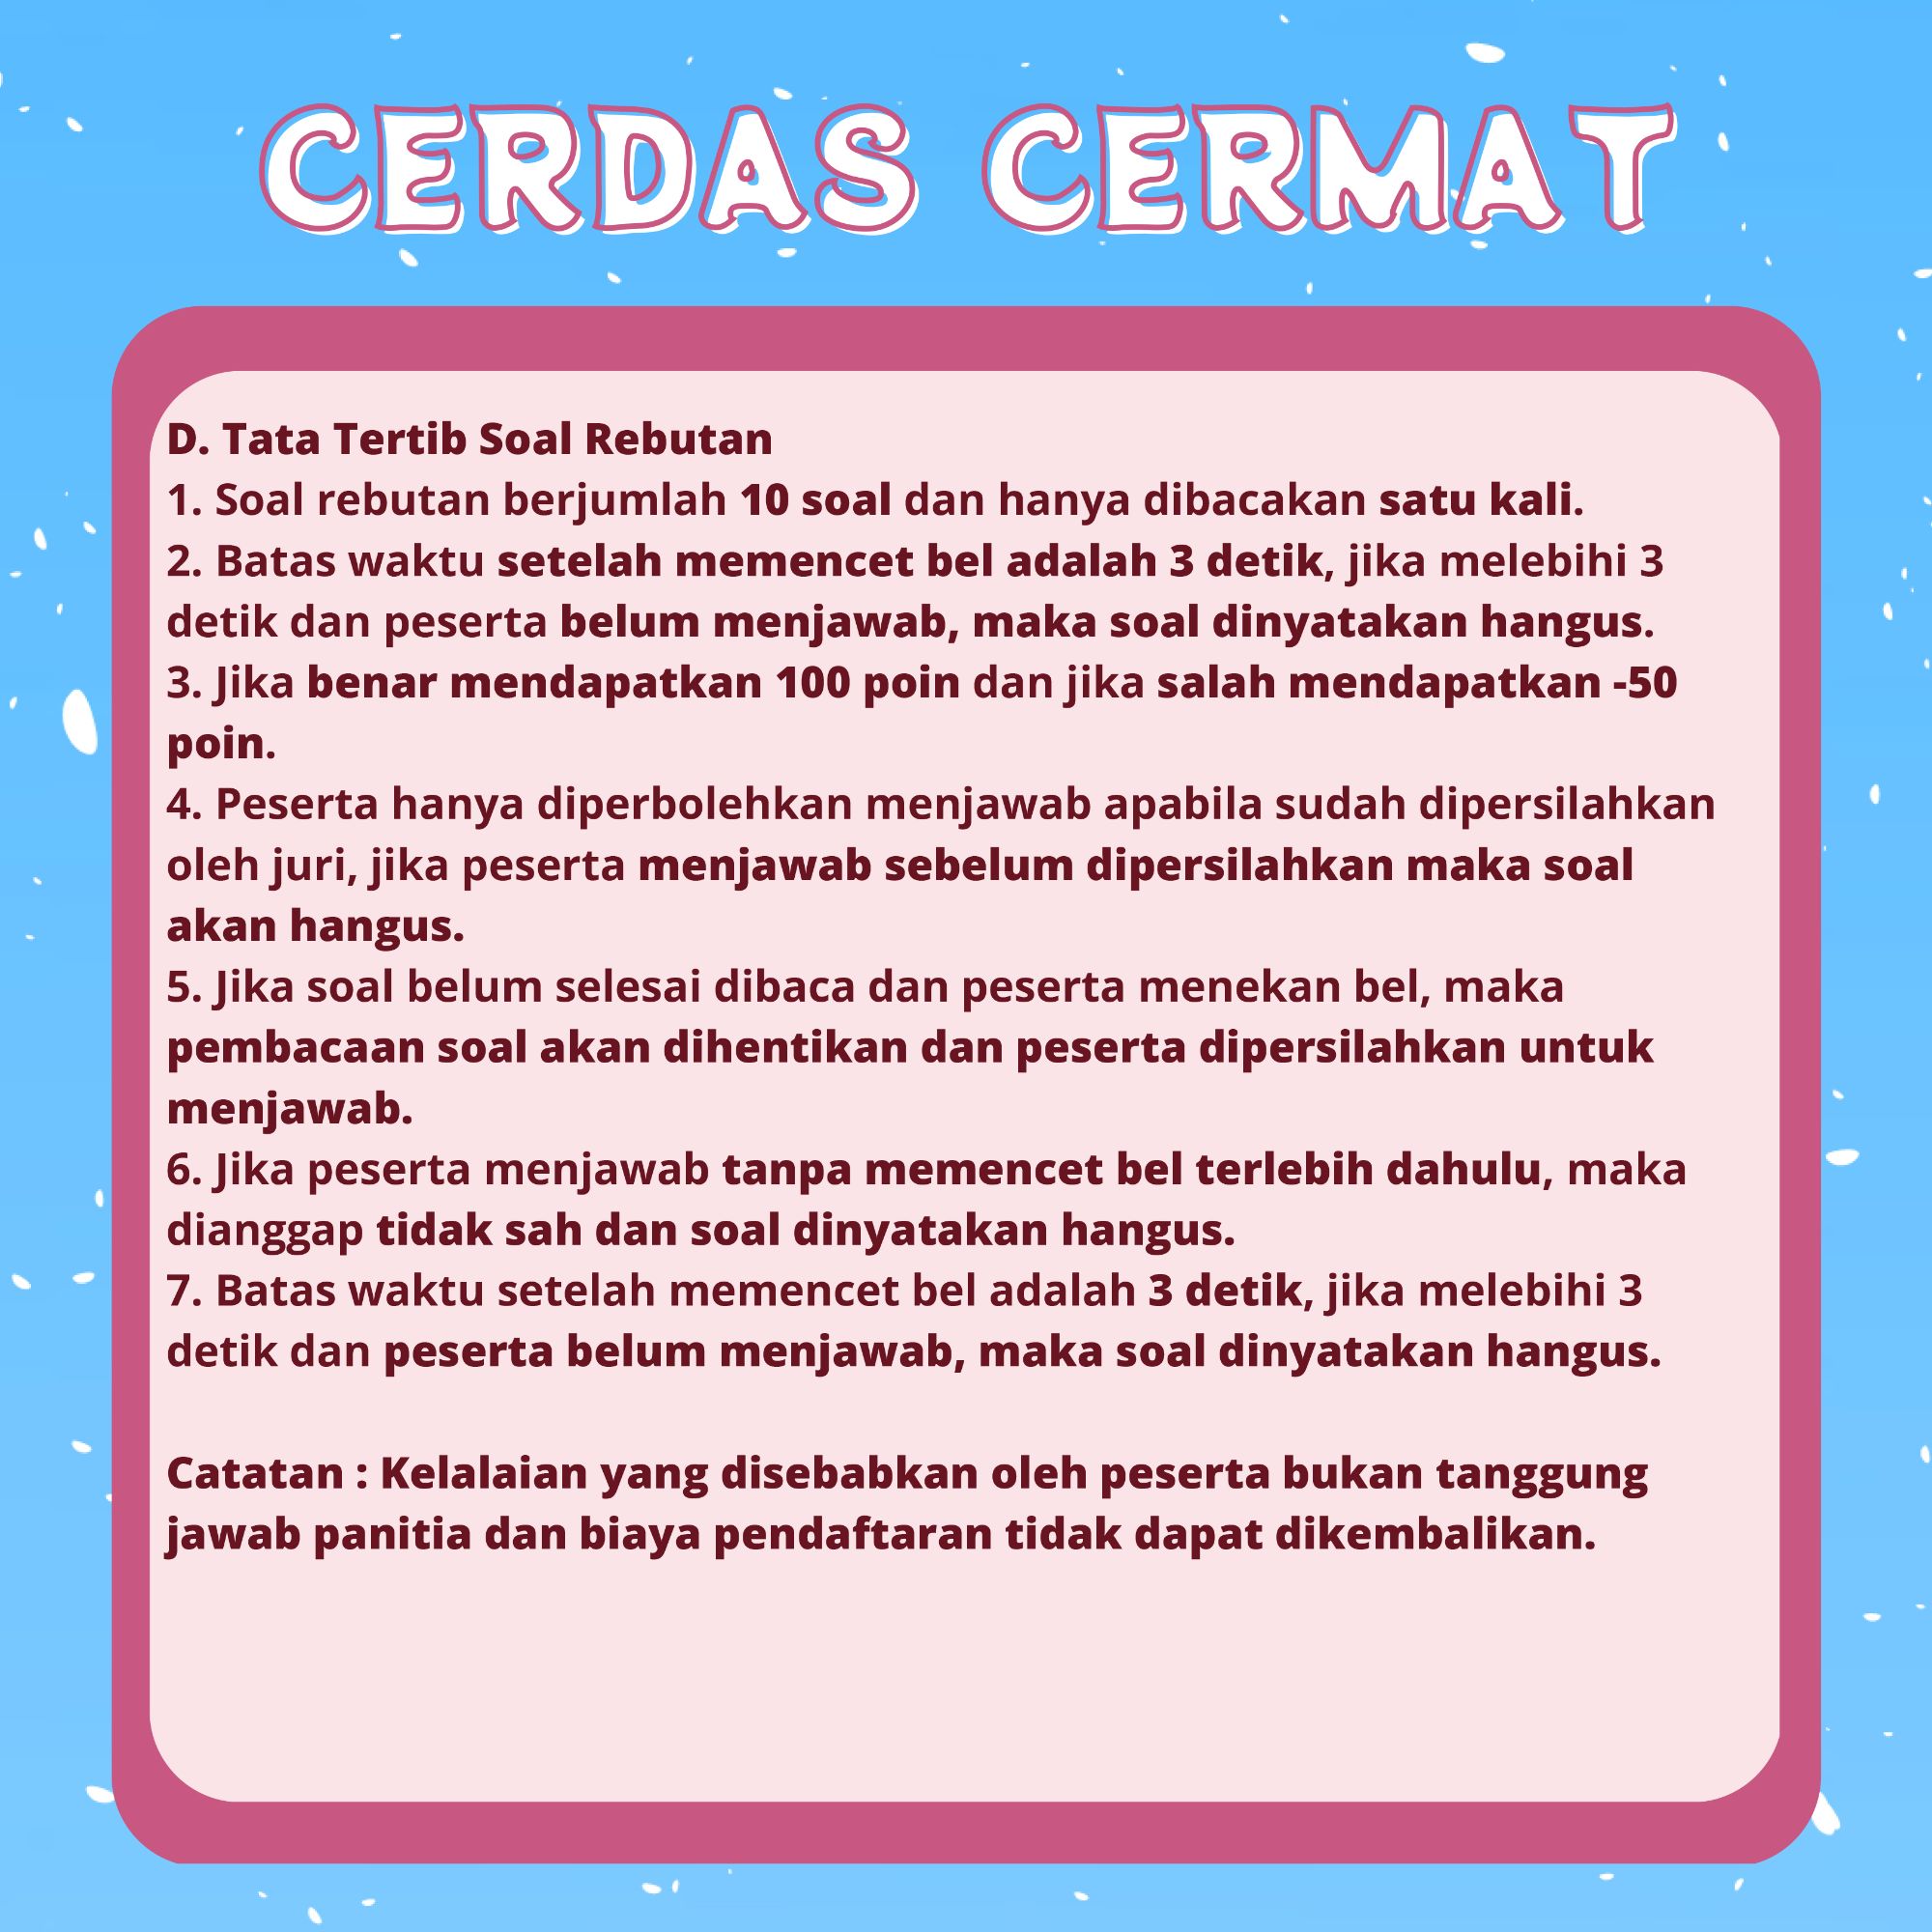 CERDAS CERMAT
D. Tata Tertib Soal Rebutan
1. Soal rebutan berjumlah 10 soal dan hanya dibacakan satu kali.
2. Batas waktu setelah memencet bel adalah 3 detik, jika melebihi 3
detik dan peserta belum menjawab, maka soal dinyatakan hangus.
3. Jika benar mendapatkan 100 poin dan jika salah mendapatkan -50
poin.
4. Peserta hanya diperbolehkan menjawab apabila sudah dipersilahkan
oleh juri, jika peserta menjawab sebelum dipersilahkan maka soal
akan hangus.
5. Jika soal belum selesai dibaca dan peserta menekan bel, maka
pembacaan soal akan dihentikan dan peserta dipersilahkan untuk
menjawab.
6. Jika peserta menjawab tanpa memencet bel terlebih dahulu, maka
dianggap tidak sah dan soal dinyatakan hangus.
7. Batas waktu setelah memencet bel adalah 3 detik, jika melebihi 3
detik dan peserta belum menjawab, maka soal dinyatakan hangus.
Catatan : Kelalaian yang disebabkan oleh peserta bukan tanggung
jawab panitia dan biaya pendaftaran tidak dapat dikembalikan.